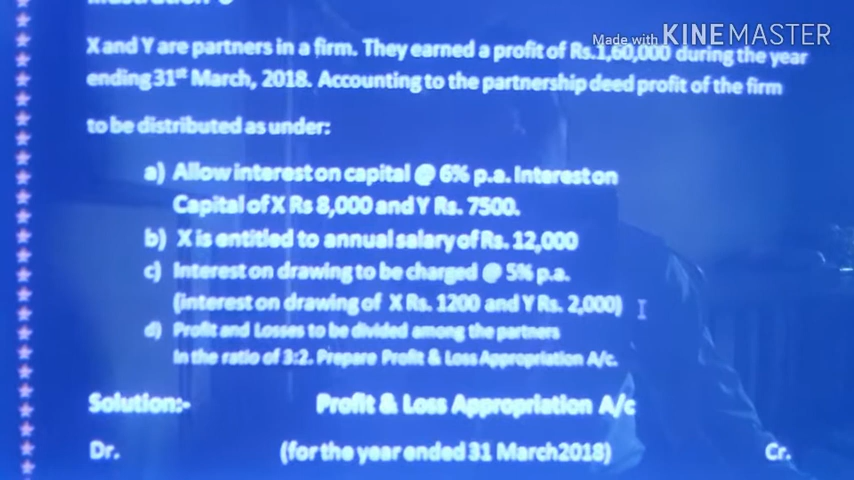 Made with KINEMASTER
X and Y are partners in a firm. They earned a profit of Rs.1,60,000 during the year
ending 31st March, 2018. Accounting to the partnership deed profit of the firm
to be distributed as under:
a) Allow interest on capital @ 6% p.a. Interest on
Capital of X Rs 8,000 and Y Rs. 7500.
b) X is entitled to annual salary of Rs. 12,000
c) Interest on drawing to be charged @ 5% p.a.
(interest on drawing of X Rs. 1200 and Y Rs. 2,000)
d) Profit and Losses to be divided among the partners
In the ratio of 3:2. Prepare Profit & Loss Appropriation A/c.
Solution:- Profit & Loss Appropriation A/c
Dr. (for the year ended 31 March2018) Cr.